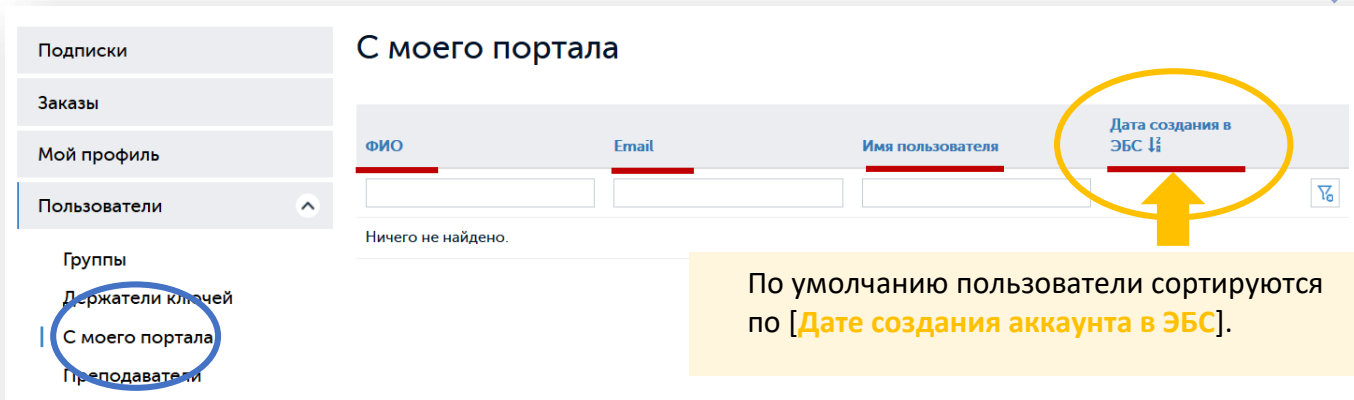 Подписки
Заказы
Мой профиль
Пользователи
Группы
Держатели ключей
С моего портала
Преподаватели
С моего портала
ФИО
Email
Имя пользователя
Дата создания в
ЭБС
Ничего не найдено.
По умолчанию пользователи сортируются
по [Дате создания аккаунта в ЭБС].